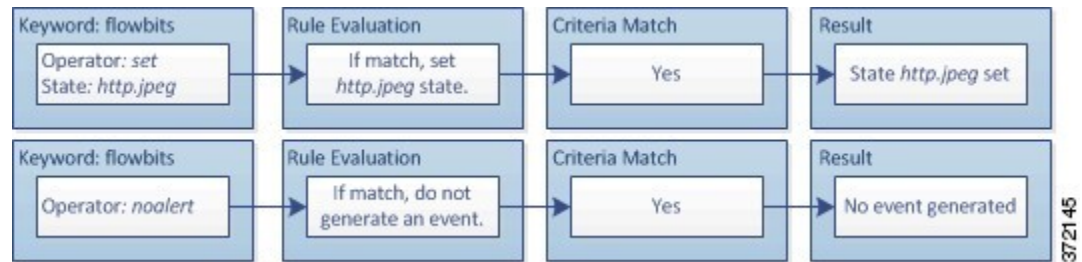 Keyword: flowbits
Operator: set
State: http.jpeg
Rule Evaluation
If match, set
http.jpeg state.
Criteria Match
Yes
Result
State http.jpeg set
Keyword: flowbits
Operator: noalert
Rule Evaluation
If match, do not
generate an event.
Criteria Match
Yes
Result
No event generated
372145